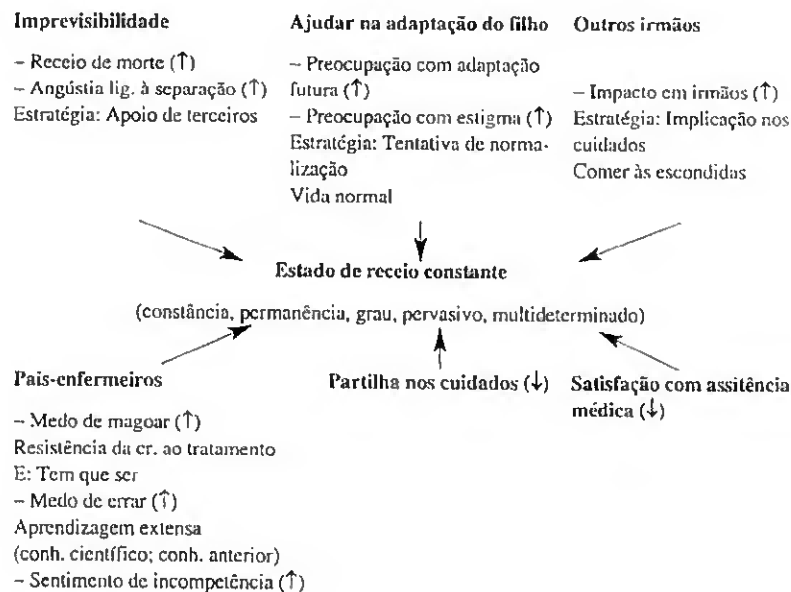 Imprevisibilidade
– Receio de morte (↑)
– Angústia lig. à separação (↑)
Estratégia: Apoio de terceiros
Ajudar na adaptação do filho
– Preocupação com adaptação
futura (↑)
– Preocupação com estigma (↑)
Estratégia: Tentativa de norma-
lização
Vida normal
Outros irmãos
– Impacto em irmãos (↑)
Estratégia: Implicação nos
cuidados
Comer às escondidas
Estado de receio constante
(constância, permanência, grau, pervasivo, multideterminado)
Pais-enfermeiros
– Medo de magoar (↑)
Resistência da cr. ao tratamento
E: Tem que ser
– Medo de errar (↑)
Aprendizagem extensa
(conh. científico; conh. anterior)
– Sentimento de incompetência (↑)
Partilha nos cuidados (↓)
Satisfação com assitência
médica (↓)